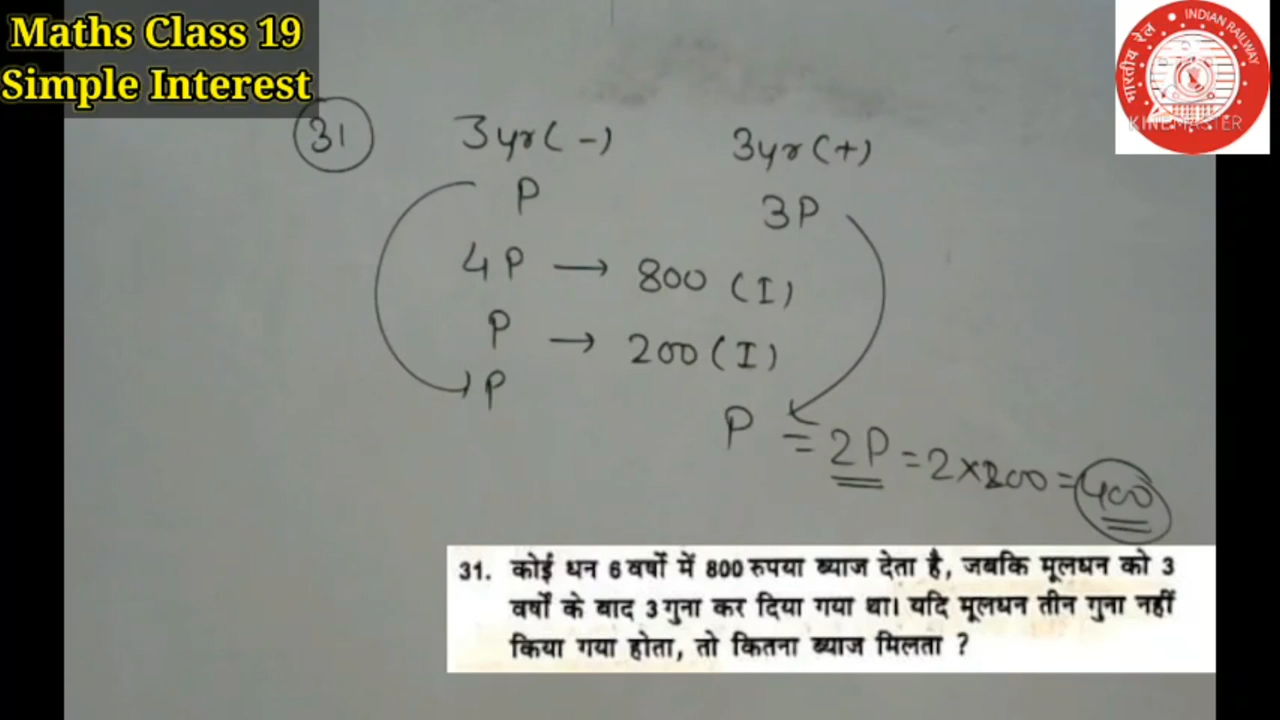 Maths Class 19
Simple Interest
भारतीय रेल INDIAN RAILWAY
KINEMASTER
31
3yr (-) 3yr (+)
P 3P
4P → 800 (I)
P → 200 (I)
P
P = 2P = 2×200 = 400
31. कोई धन 6 वर्षों में 800 रुपया ब्याज देता है, जबकि मूलधन को 3
वर्षों के बाद 3 गुना कर दिया गया था। यदि मूलधन तीन गुना नहीं
किया गया होता, तो कितना ब्याज मिलता ?